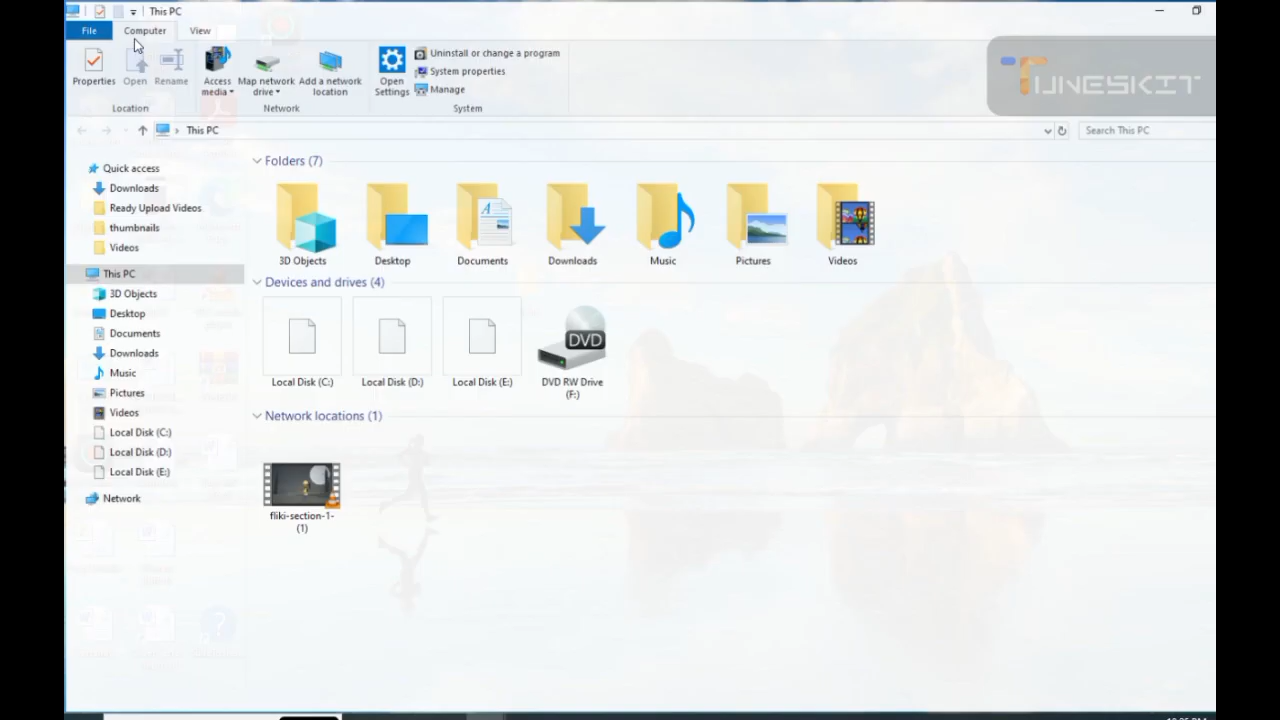 This PC
File Computer View
TUNESKIT
Properties Open Rename Access media Map network drive Add a network location Open Settings Uninstall or change a program
System properties
Manage
Location Network System
This PC Search This PC
Quick access
Downloads
Ready Upload Videos
thumbnails
Videos
This PC
3D Objects
Desktop
Documents
Downloads
Music
Pictures
Videos
Local Disk (C:)
Local Disk (D:)
Local Disk (E:)
Network
Folders (7)
3D Objects Desktop Documents Downloads Music Pictures Videos
Devices and drives (4)
DVD
Local Disk (C:) Local Disk (D:) Local Disk (E:) DVD RW Drive (F:)
Network locations (1)
fliki-section-1-
(1)